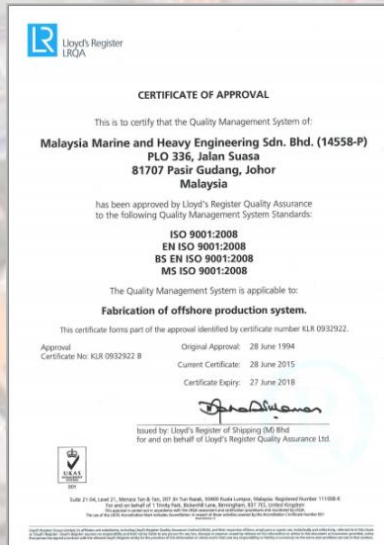 LR
Lloyd's Register
LRQA
CERTIFICATE OF APPROVAL
This is to certify that the Quality Management System of:
Malaysia Marine and Heavy Engineering Sdn. Bhd. (14558-P)
PLO 336, Jalan Suasa
81707 Pasir Gudang, Johor
Malaysia
has been approved by Lloyd's Register Quality Assurance
to the following Quality Management System Standards:
ISO 9001:2008
EN ISO 9001:2008
BS EN ISO 9001:2008
MS ISO 9001:2008
The Quality Management System is applicable to:
Fabrication of offshore production system.
This certificate forms part of the approval identified by certificate number KLR 0932922.
Approval
Certificate No: KLR 0932922 B
Original Approval: 28 June 1994
Current Certificate: 28 June 2015
Certificate Expiry: 27 June 2018
Issued by: Lloyd's Register of Shipping (M) Bhd
for and on behalf of Lloyd's Register Quality Assurance Ltd.
UKAS
001